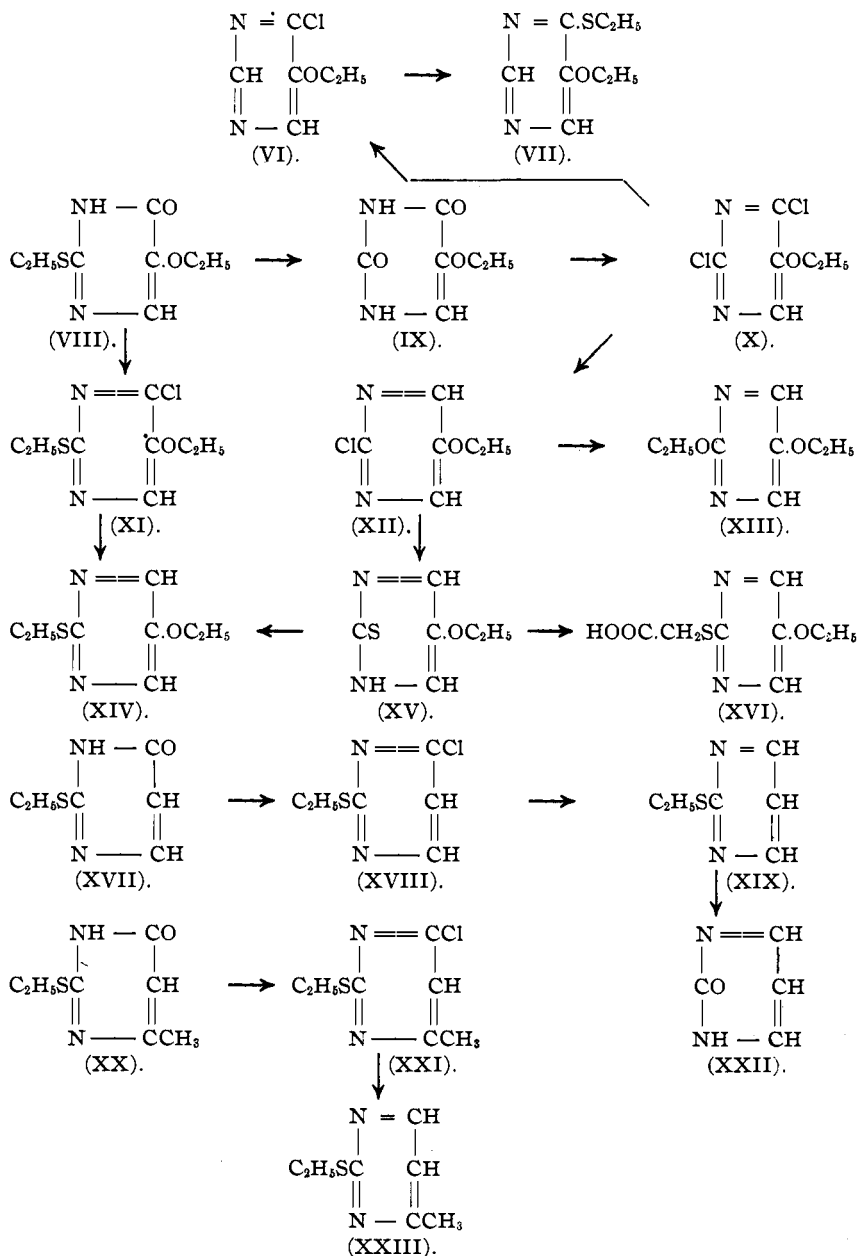 N = CCl N = C.SC₂H₅
CH COC₂H₅ CH COC₂H₅
N — CH N — CH
(VI). (VII).
NH — CO NH — CO N = CCl
C₂H₅SC C.OC₂H₅ CO COC₂H₅ ClC COC₂H₅
N — CH NH — CH N — CH
(VIII). (IX). (X).
N == CCl N == CH N = CH
C₂H₅SC COC₂H₅ ClC COC₂H₅ C₂H₅OC C.OC₂H₅
N — CH N — CH N — CH
(XI). (XII). (XIII).
N == CH N == CH N = CH
C₂H₅SC C.OC₂H₅ CS C.OC₂H₅ HOOC.CH₂SC C.OC₂H₅
N — CH NH — CH N — CH
(XIV). (XV). (XVI).
NH — CO N == CCl N = CH
C₂H₅SC CH C₂H₅SC CH C₂H₅SC CH
N — CH N — CH N — CH
(XVII). (XVIII). (XIX).
NH — CO N == CCl N == CH
C₂H₅SC CH C₂H₅SC CH CO CH
N — CCH₃ N — CCH₃ NH — CH
(XX). (XXI). (XXII).
N = CH
C₂H₅SC CH
N — CCH₃
(XXIII).